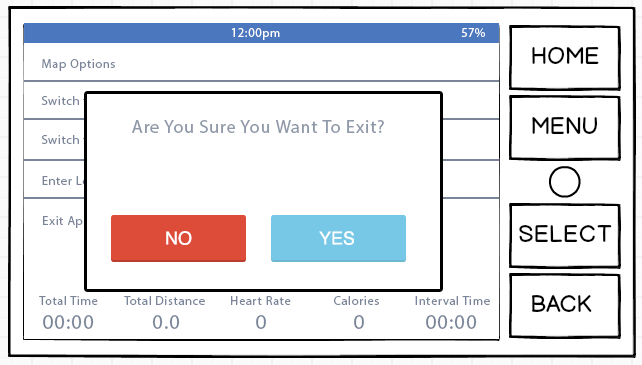 12:00pm 57%
Map Options
Switch
Switch
Enter
Exit
Are You Sure You Want To Exit?
NO YES
Total Time Total Distance Heart Rate Calories Interval Time
00:00 0.0 0 0 00:00
HOME
MENU
SELECT
BACK